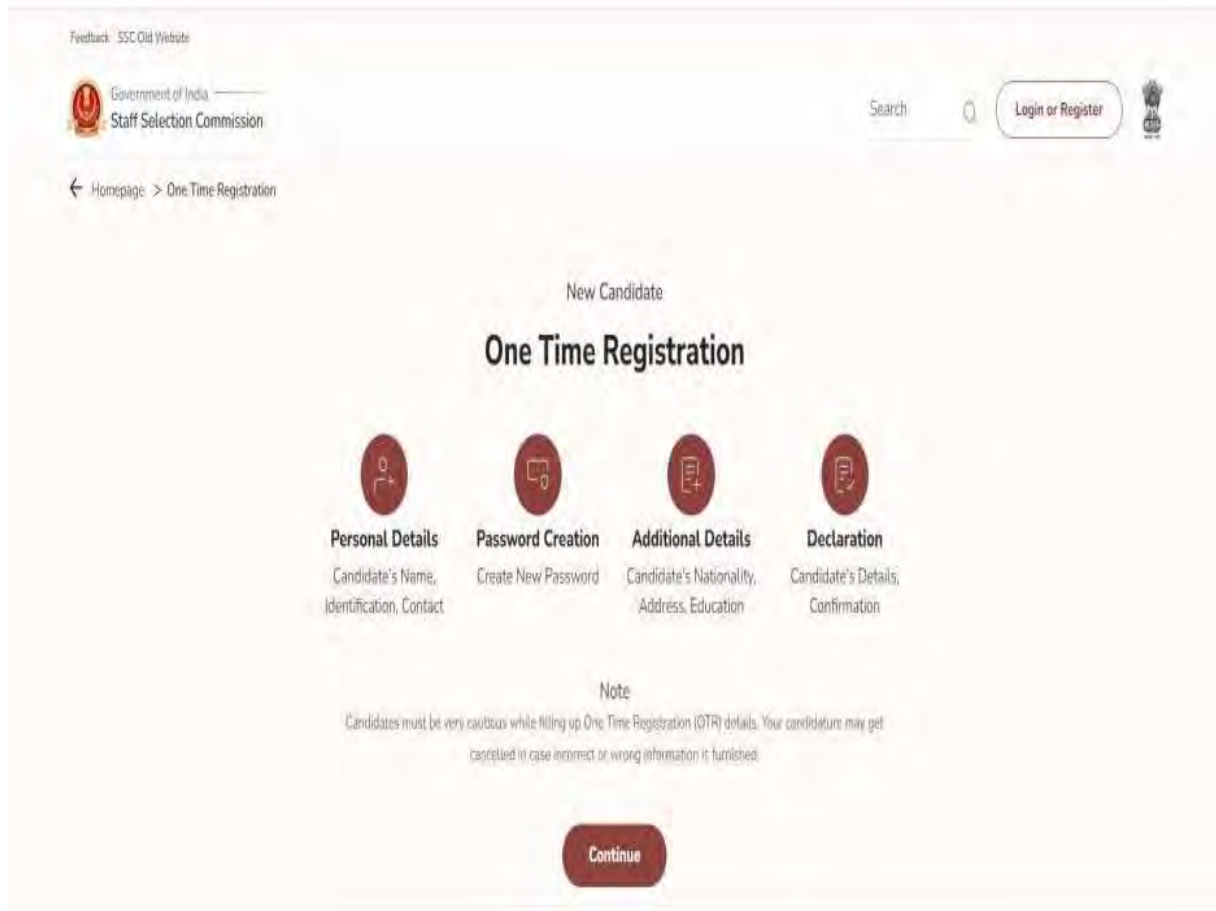 Feedback SSC Old Website
Government of India
Staff Selection Commission
Search
Login or Register
← Homepage > One Time Registration
New Candidate
One Time Registration
Personal Details
Candidate's Name,
Identification, Contact
Password Creation
Create New Password
Additional Details
Candidate's Nationality,
Address, Education
Declaration
Candidate's Details,
Confirmation
Note
Candidates must be very cautious while filling up One Time Registration (OTR) details. Your candidature may get
cancelled in case incorrect or wrong information is furnished.
Continue